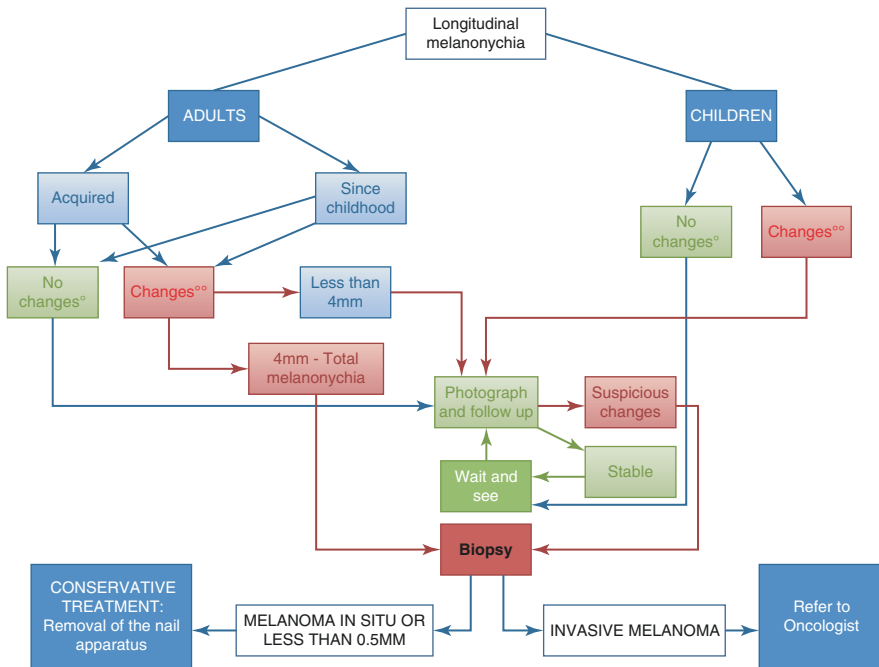 Longitudinal
melanonychia
ADULTS
CHILDREN
Acquired
Since
childhood
No
changes°
Changes°°
No
changes°
Changes°°
Less than
4mm
4mm - Total
melanonychia
Photograph
and follow up
Suspicious
changes
Wait and
see
Stable
Biopsy
CONSERVATIVE
TREATMENT:
Removal of the nail
apparatus
MELANOMA IN SITU OR
LESS THAN 0.5MM
INVASIVE MELANOMA
Refer to
Oncologist